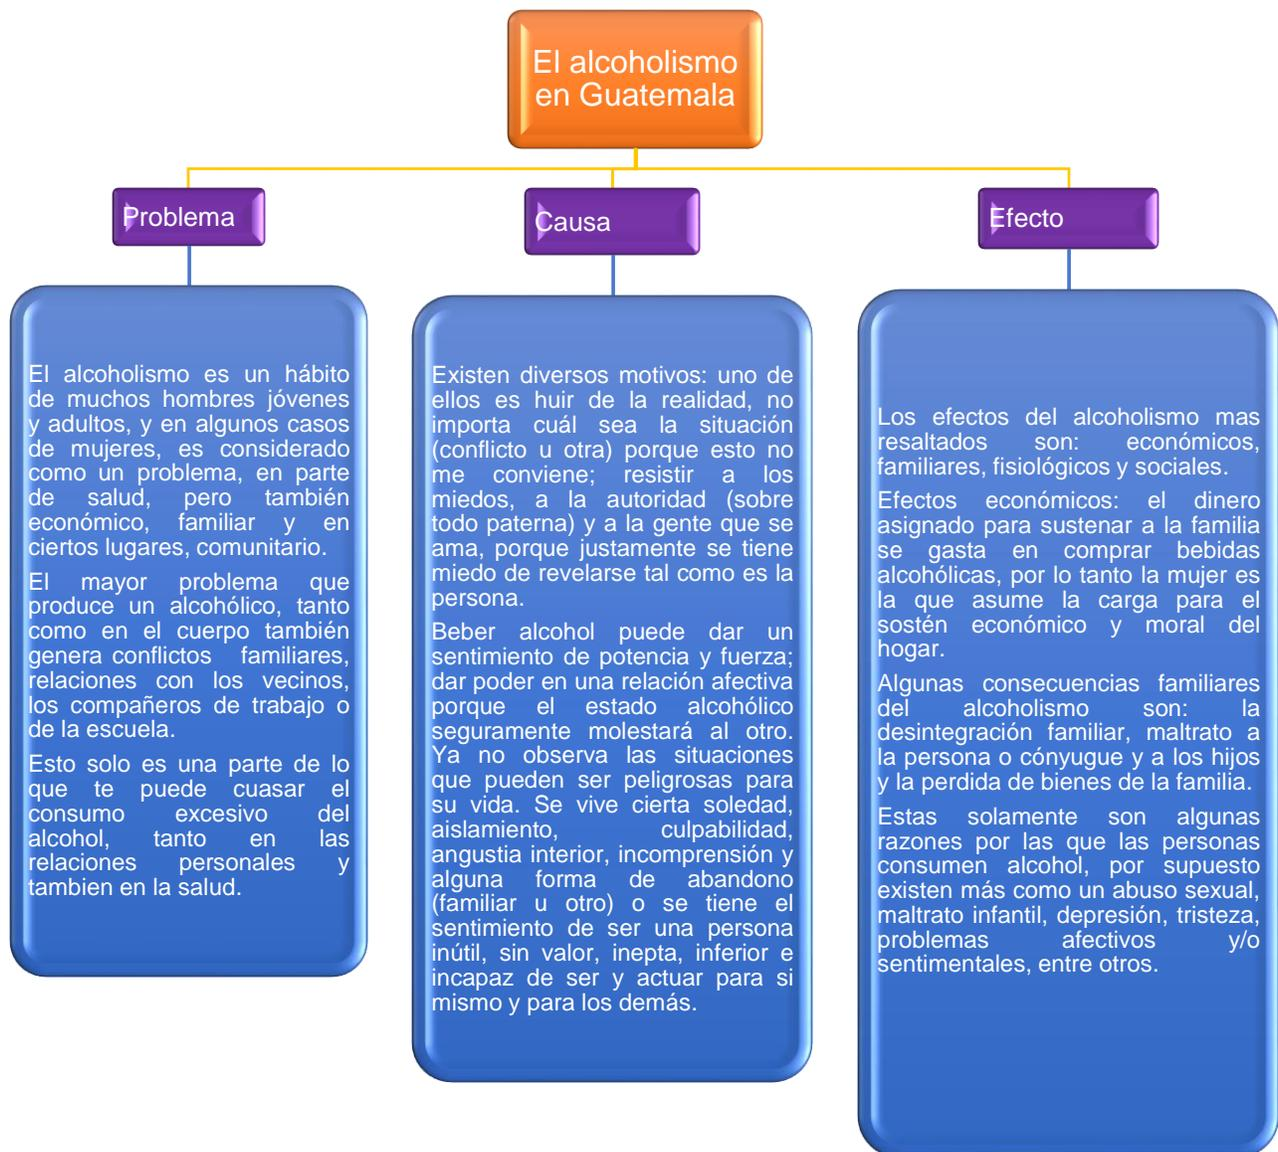 El alcoholismo
en Guatemala
Problema
El alcoholismo es un hábito
de muchos hombres jóvenes
y adultos, y en algunos casos
de mujeres, es considerado
como un problema, en parte
de salud, pero también
económico, familiar y en
ciertos lugares, comunitario.
El mayor problema que
produce un alcohólico, tanto
como en el cuerpo también
genera conflictos familiares,
relaciones con los vecinos,
los compañeros de trabajo o
de la escuela.
Esto solo es una parte de lo
que te puede cuasar el
consumo excesivo del
alcohol, tanto en las
relaciones personales y
tambien en la salud.
Causa
Existen diversos motivos: uno de
ellos es huir de la realidad, no
importa cuál sea la situación
(conflicto u otra) porque esto no
me conviene; resistir a los
miedos, a la autoridad (sobre
todo paterna) y a la gente que se
ama, porque justamente se tiene
miedo de revelarse tal como es la
persona.
Beber alcohol puede dar un
sentimiento de potencia y fuerza;
dar poder en una relación afectiva
porque el estado alcohólico
seguramente molestará al otro.
Ya no observa las situaciones
que pueden ser peligrosas para
su vida. Se vive cierta soledad,
aislamiento, culpabilidad,
angustia interior, incomprensión y
alguna forma de abandono
(familiar u otro) o se tiene el
sentimiento de ser una persona
inútil, sin valor, inepta, inferior e
incapaz de ser y actuar para si
mismo y para los demás.
Efecto
Los efectos del alcoholismo mas
resaltados son: económicos,
familiares, fisiológicos y sociales.
Efectos económicos: el dinero
asignado para sustenar a la familia
se gasta en comprar bebidas
alcohólicas, por lo tanto la mujer es
la que asume la carga para el
sostén económico y moral del
hogar.
Algunas consecuencias familiares
del alcoholismo son: la
desintegración familiar, maltrato a
la persona o cónyugue y a los hijos
y la perdida de bienes de la familia.
Estas solamente son algunas
razones por las que las personas
consumen alcohol, por supuesto
existen más como un abuso sexual,
maltrato infantil, depresión, tristeza,
problemas afectivos y/o
sentimentales, entre otros.